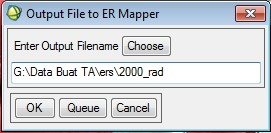 Output File to ER Mapper
Enter Output Filename Choose
G:\Data Buat TA\ers\2000_rad
OK Queue Cancel